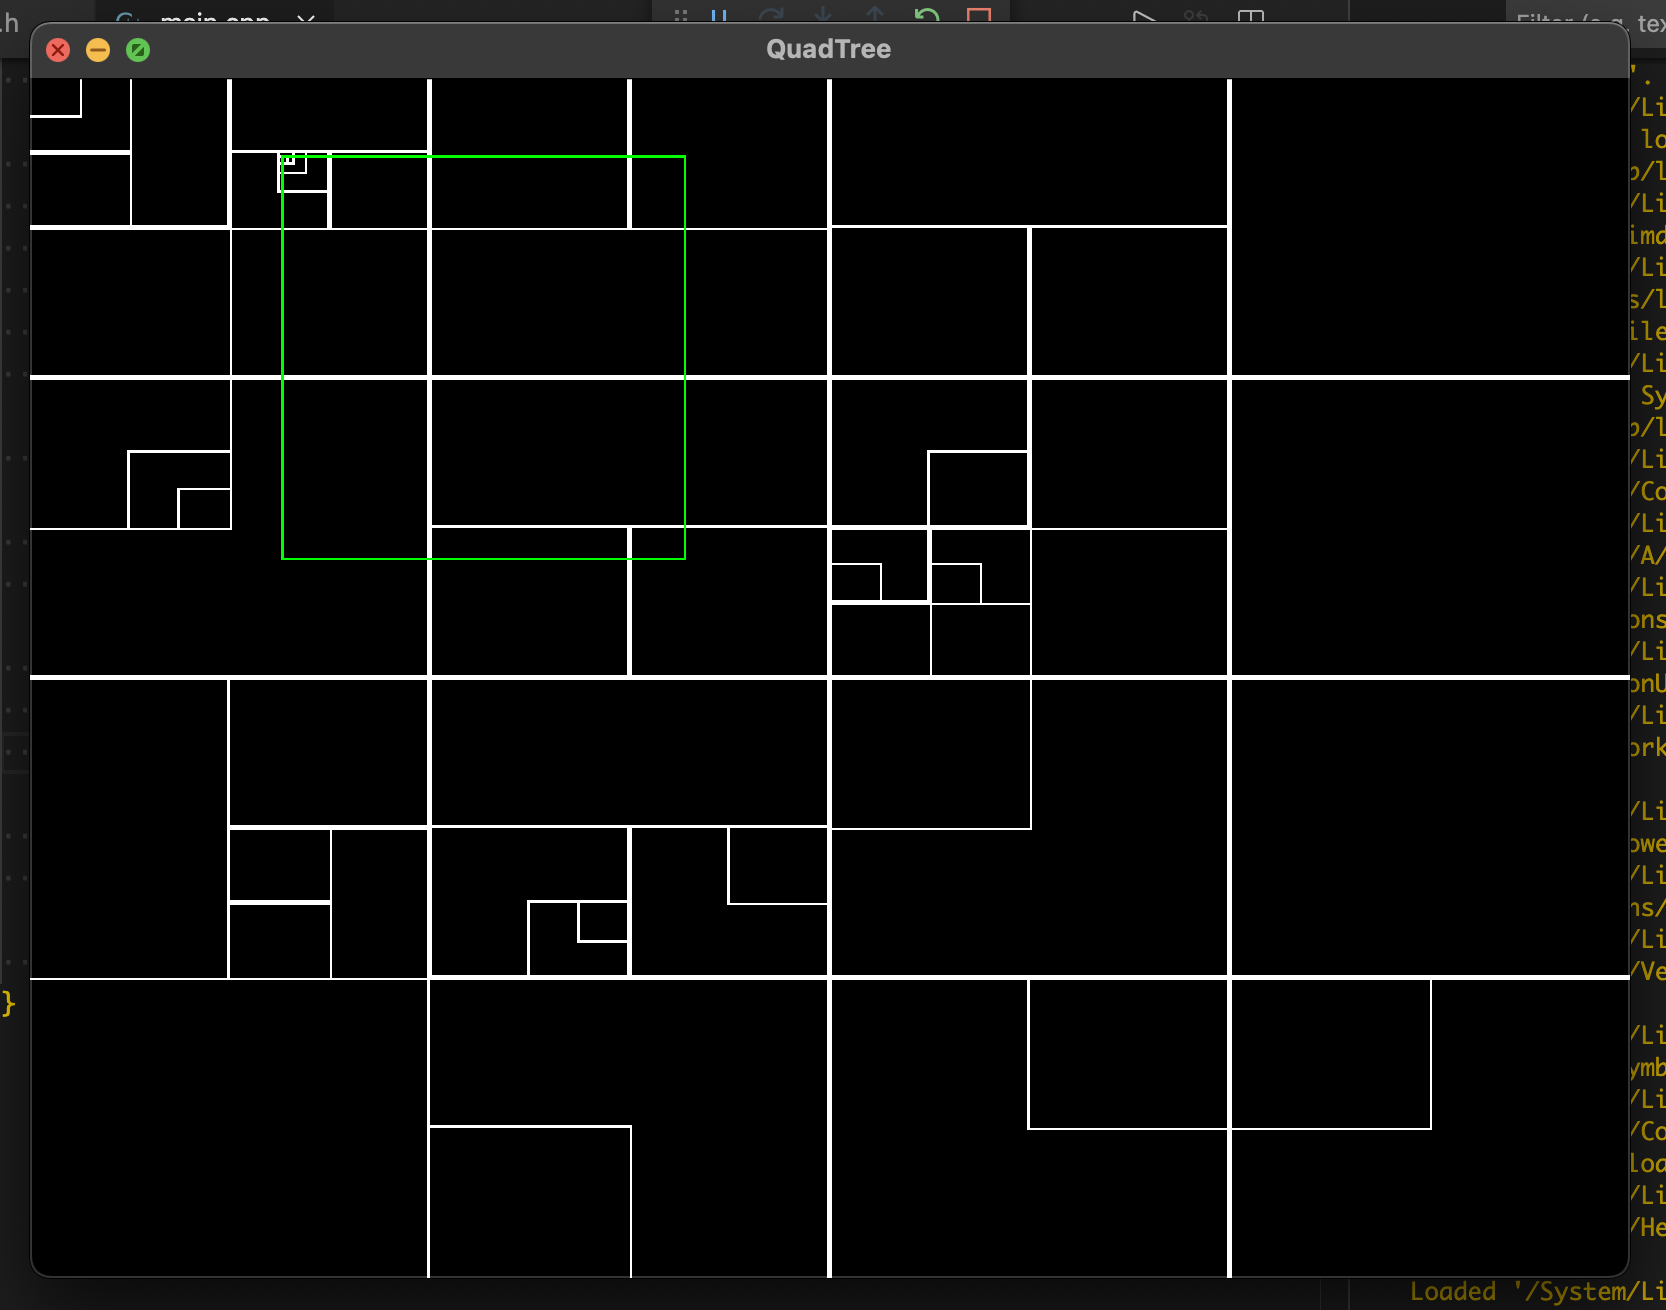 .h
main.cpp
Filter (e.g. tex
QuadTree
'.
/Li
lo
/Li
/Li
s/l
ile
/Li
Sy
/Li
/Co
/Li
/A/
/Li
ons
/Li
onU
/Li
ork
/Li
owe
/Li
ns/
/Li
/Ve
}
/Li
ymb
/Li
/Co
loa
/Li
/He
Loaded '/System/Li